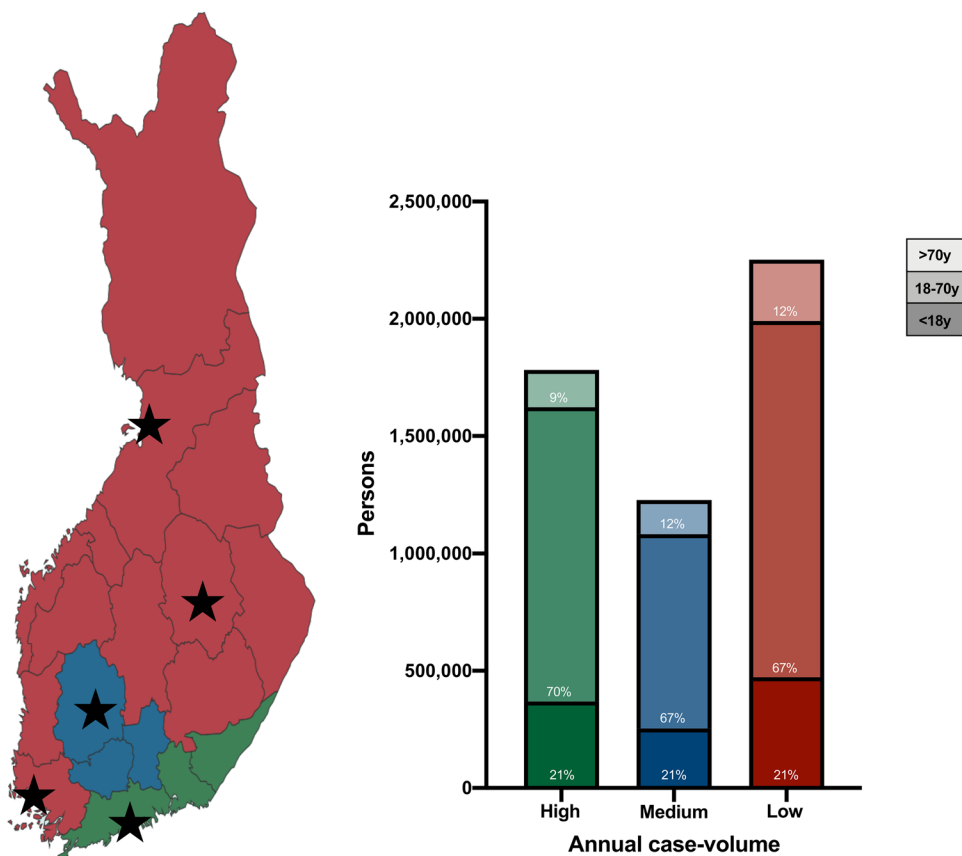 2,500,000
2,000,000
1,500,000
1,000,000
500,000
0
Persons
9%
70%
21%
12%
67%
21%
12%
67%
21%
High
Medium
Low
Annual case-volume
>70y
18-70y
<18y